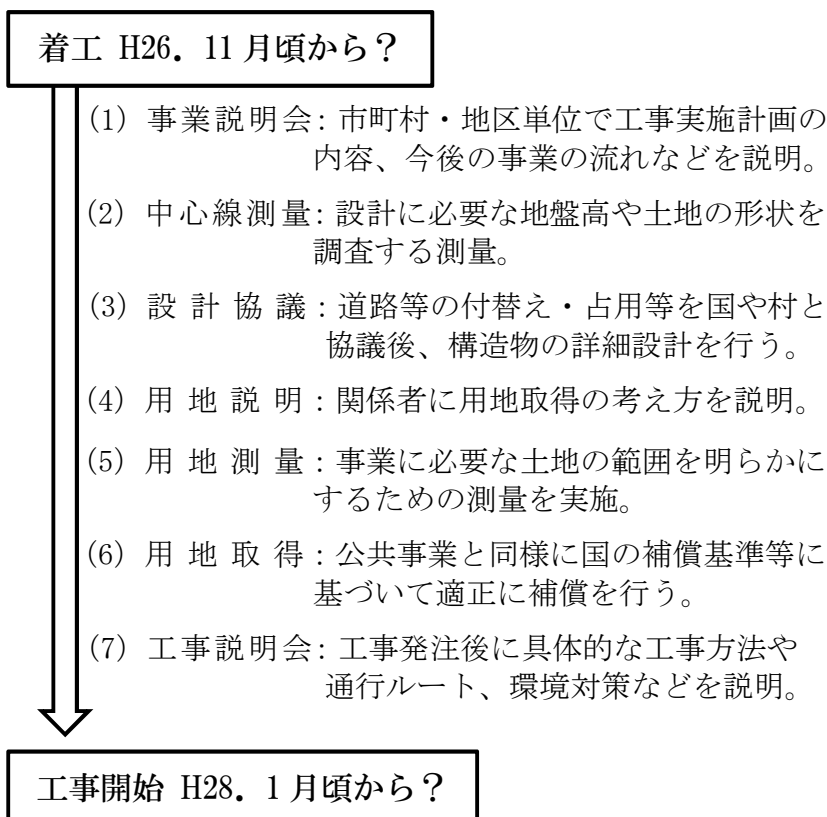 着工 H26．11月頃から？
(1) 事業説明会：市町村・地区単位で工事実施計画の
内容、今後の事業の流れなどを説明。
(2) 中心線測量：設計に必要な地盤高や土地の形状を
調査する測量。
(3) 設計協議：道路等の付替え・占用等を国や村と
協議後、構造物の詳細設計を行う。
(4) 用地説明：関係者に用地取得の考え方を説明。
(5) 用地測量：事業に必要な土地の範囲を明らかに
するための測量を実施。
(6) 用地取得：公共事業と同様に国の補償基準等に
基づいて適正に補償を行う。
(7) 工事説明会：工事発注後に具体的な工事方法や
通行ルート、環境対策などを説明。
工事開始 H28．1月頃から？